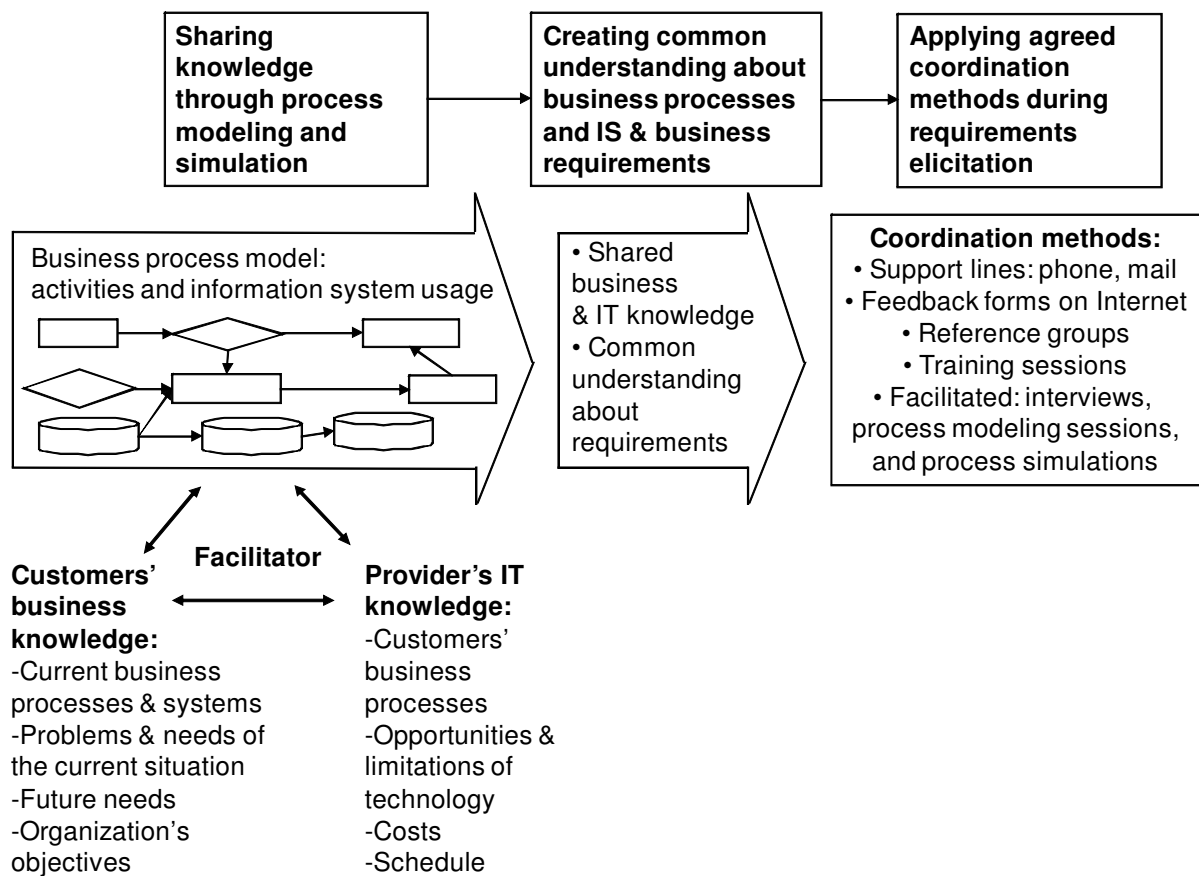 Sharing
knowledge
through process
modeling and
simulation
Creating common
understanding about
business processes
and IS & business
requirements
Applying agreed
coordination
methods during
requirements
elicitation
Business process model:
activities and information system usage
• Shared
business
& IT knowledge
• Common
understanding
about
requirements
Coordination methods:
• Support lines: phone, mail
• Feedback forms on Internet
• Reference groups
• Training sessions
• Facilitated: interviews,
process modeling sessions,
and process simulations
Facilitator
Customers’
business
knowledge:
-Current business
processes & systems
-Problems & needs of
the current situation
-Future needs
-Organization’s
objectives
Provider’s IT
knowledge:
-Customers’
business
processes
-Opportunities &
limitations of
technology
-Costs
-Schedule